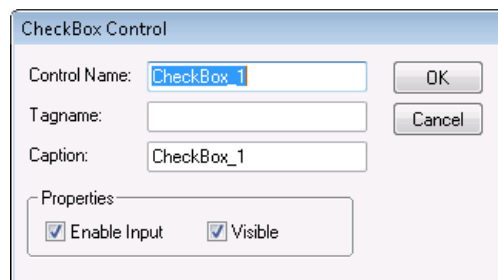 CheckBox Control
Control Name: CheckBox_1 OK
Tagname: Cancel
Caption: CheckBox_1
Properties
Enable Input Visible